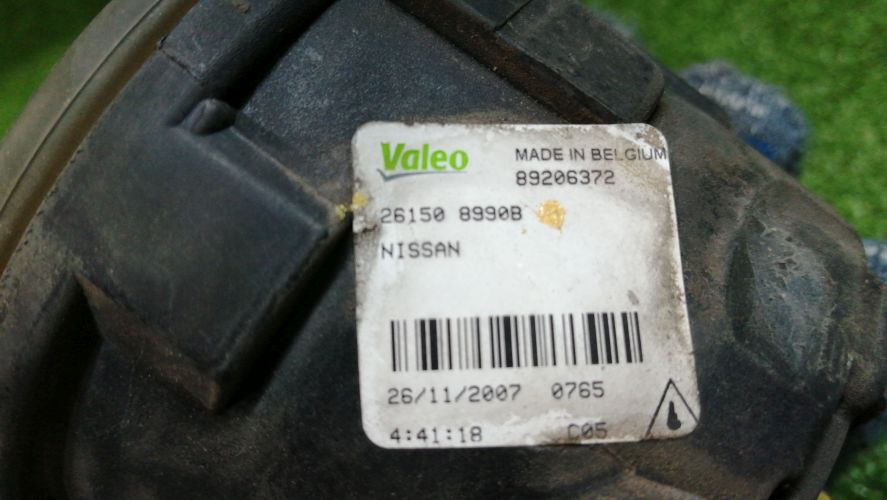 Valeo MADE IN BELGIUM
89206372
26150 8990B
NISSAN
26/11/2007 0765
4:41:18 C05